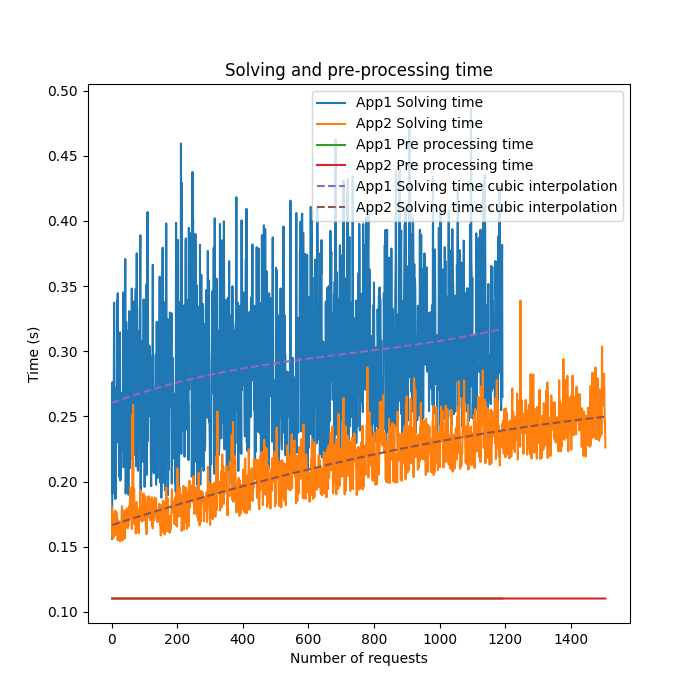 Solving and pre-processing time
App1 Solving time
App2 Solving time
App1 Pre processing time
App2 Pre processing time
App1 Solving time cubic interpolation
App2 Solving time cubic interpolation
Time (s)
0.50
0.45
0.40
0.35
0.30
0.25
0.20
0.15
0.10
0 200 400 600 800 1000 1200 1400
Number of requests